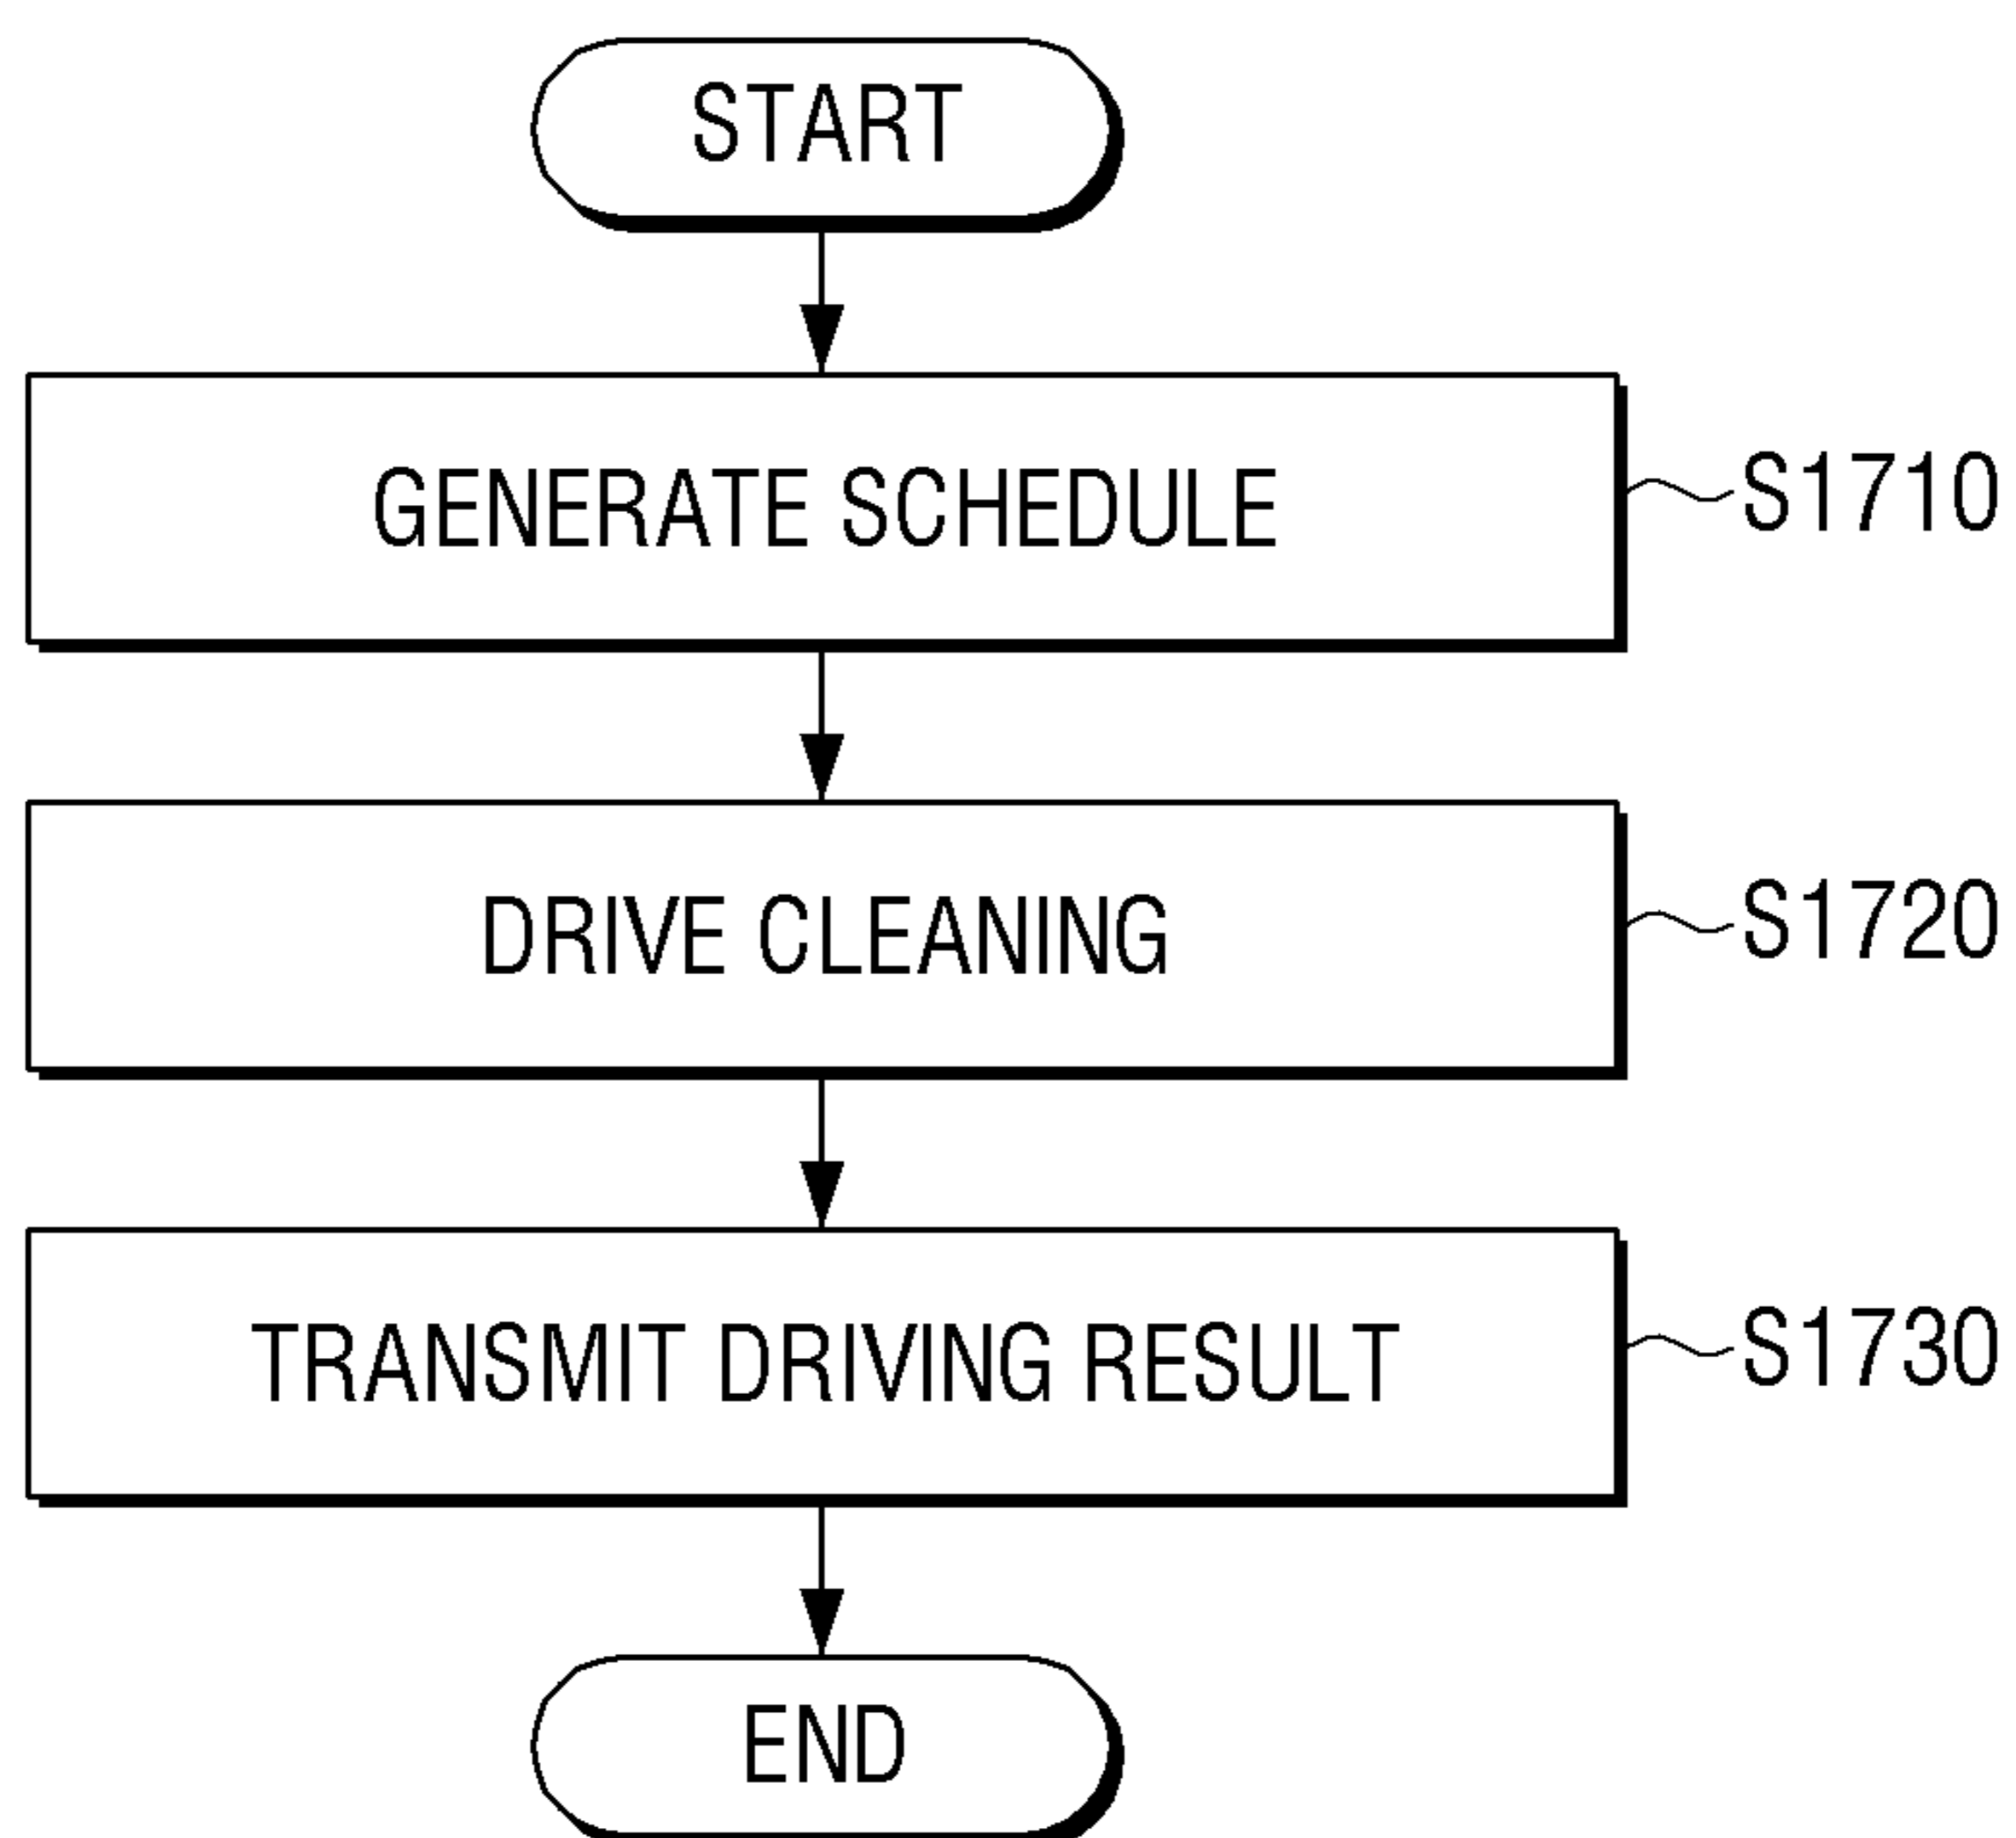 START
GENERATE SCHEDULE
S1710
DRIVE CLEANING
S1720
TRANSMIT DRIVING RESULT
S1730
END